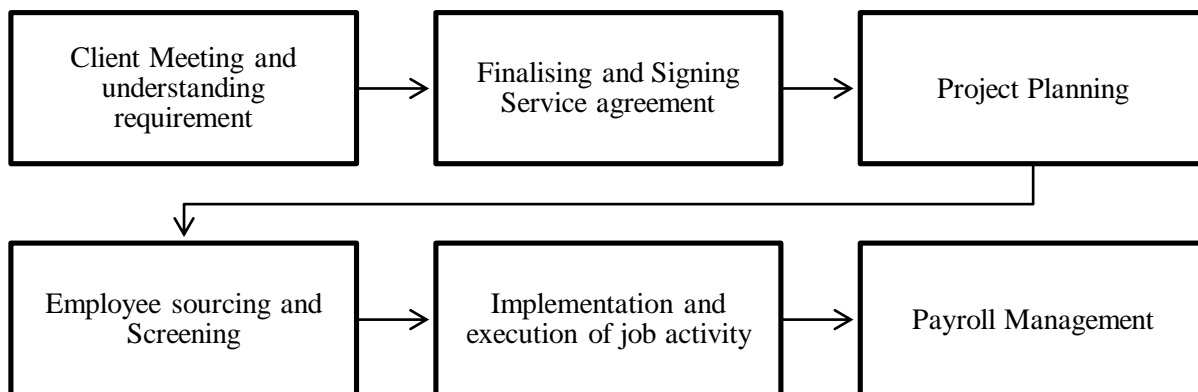 Client Meeting and
understanding
requirement
Finalising and Signing
Service agreement
Project Planning
Employee sourcing and
Screening
Implementation and
execution of job activity
Payroll Management